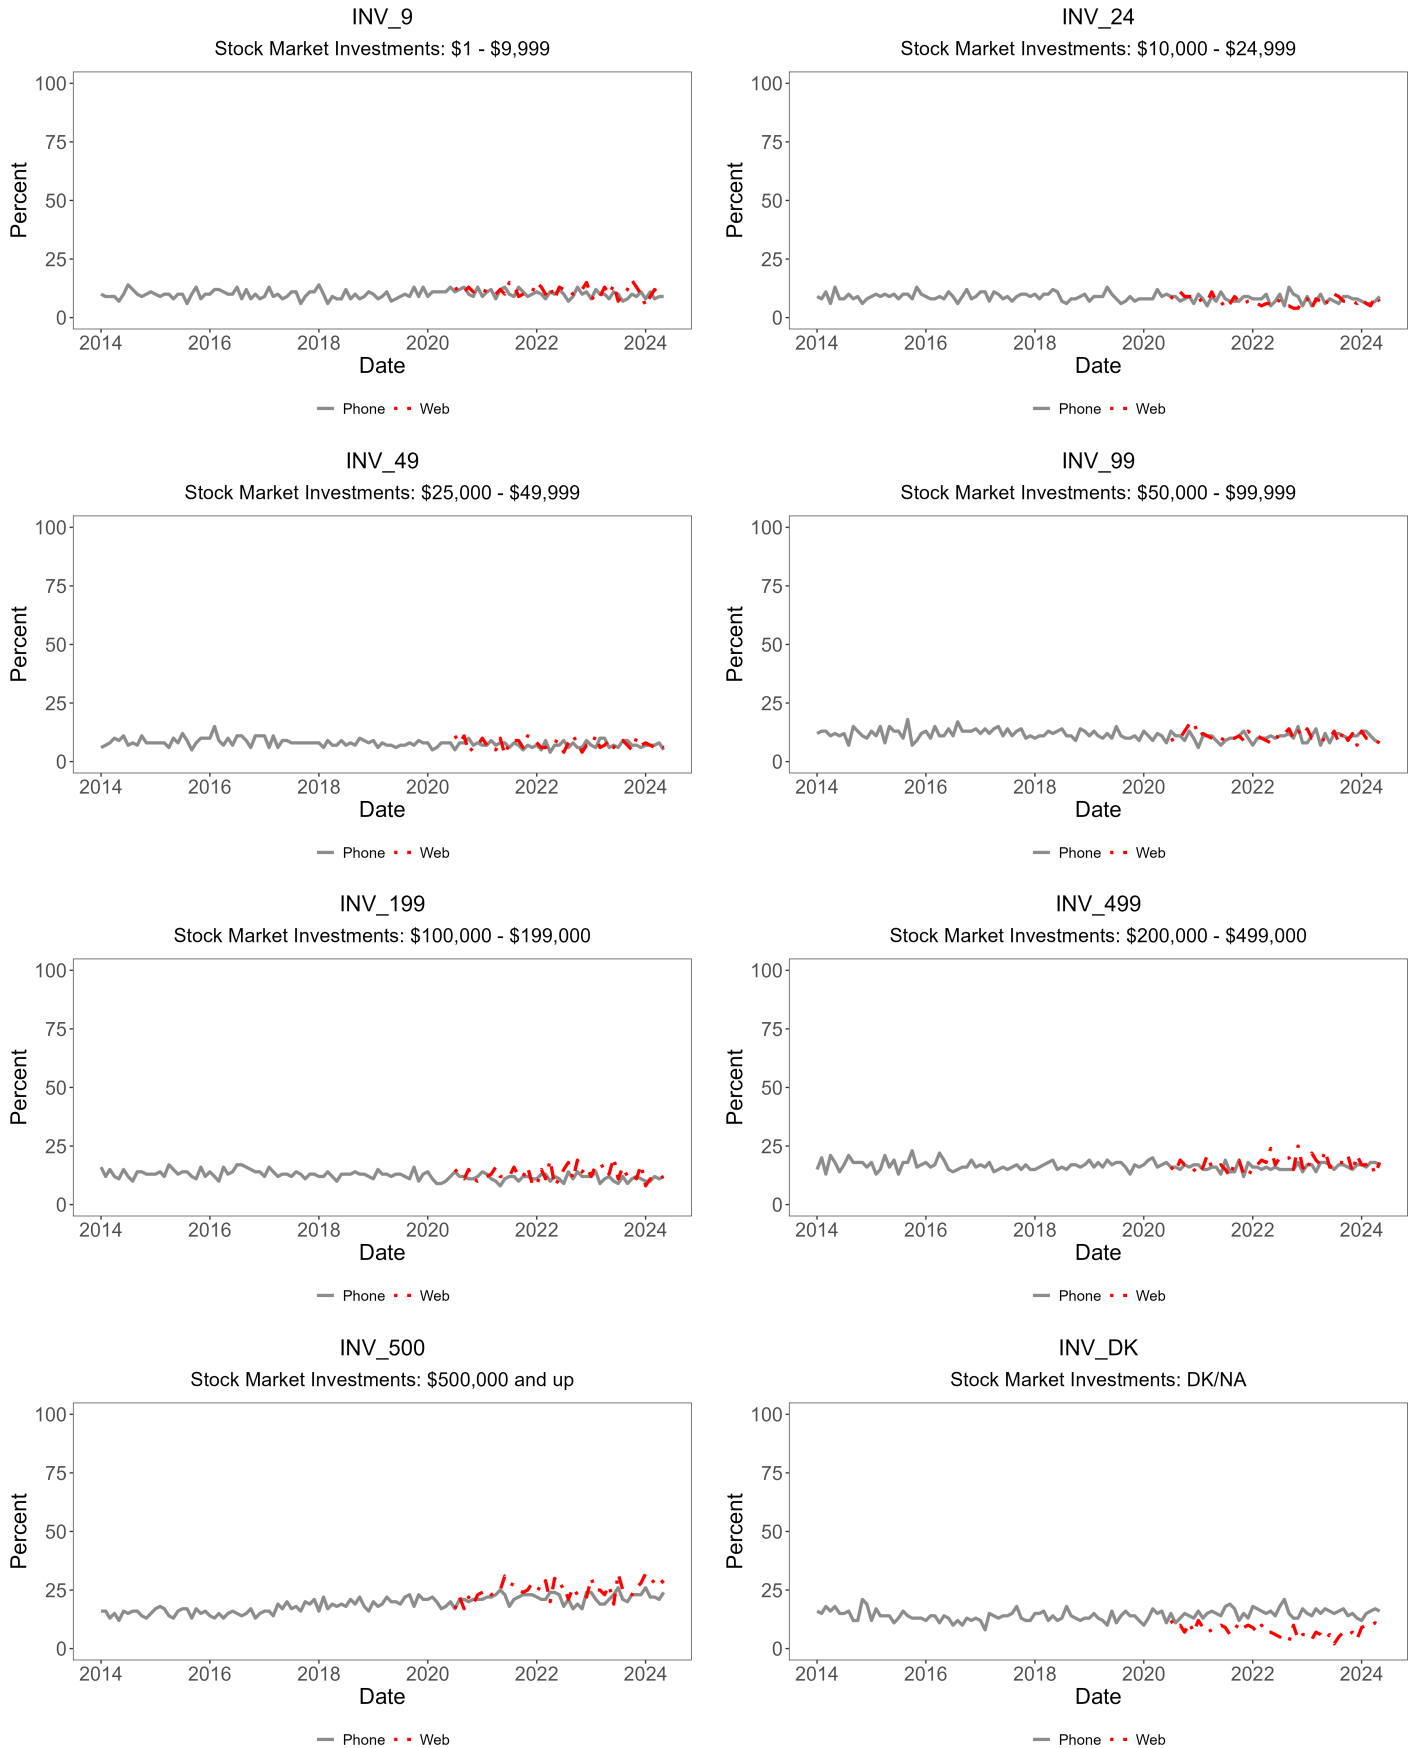 INV_9
Stock Market Investments: $1 - $9,999
100
75
50
25
0
Percent
2014 2016 2018 2020 2022 2024
Date
Phone Web
INV_24
Stock Market Investments: $10,000 - $24,999
100
75
50
25
0
Percent
2014 2016 2018 2020 2022 2024
Date
Phone Web
INV_49
Stock Market Investments: $25,000 - $49,999
100
75
50
25
0
Percent
2014 2016 2018 2020 2022 2024
Date
Phone Web
INV_99
Stock Market Investments: $50,000 - $99,999
100
75
50
25
0
Percent
2014 2016 2018 2020 2022 2024
Date
Phone Web
INV_199
Stock Market Investments: $100,000 - $199,000
100
75
50
25
0
Percent
2014 2016 2018 2020 2022 2024
Date
Phone Web
INV_499
Stock Market Investments: $200,000 - $499,000
100
75
50
25
0
Percent
2014 2016 2018 2020 2022 2024
Date
Phone Web
INV_500
Stock Market Investments: $500,000 and up
100
75
50
25
0
Percent
2014 2016 2018 2020 2022 2024
Date
Phone Web
INV_DK
Stock Market Investments: DK/NA
100
75
50
25
0
Percent
2014 2016 2018 2020 2022 2024
Date
Phone Web